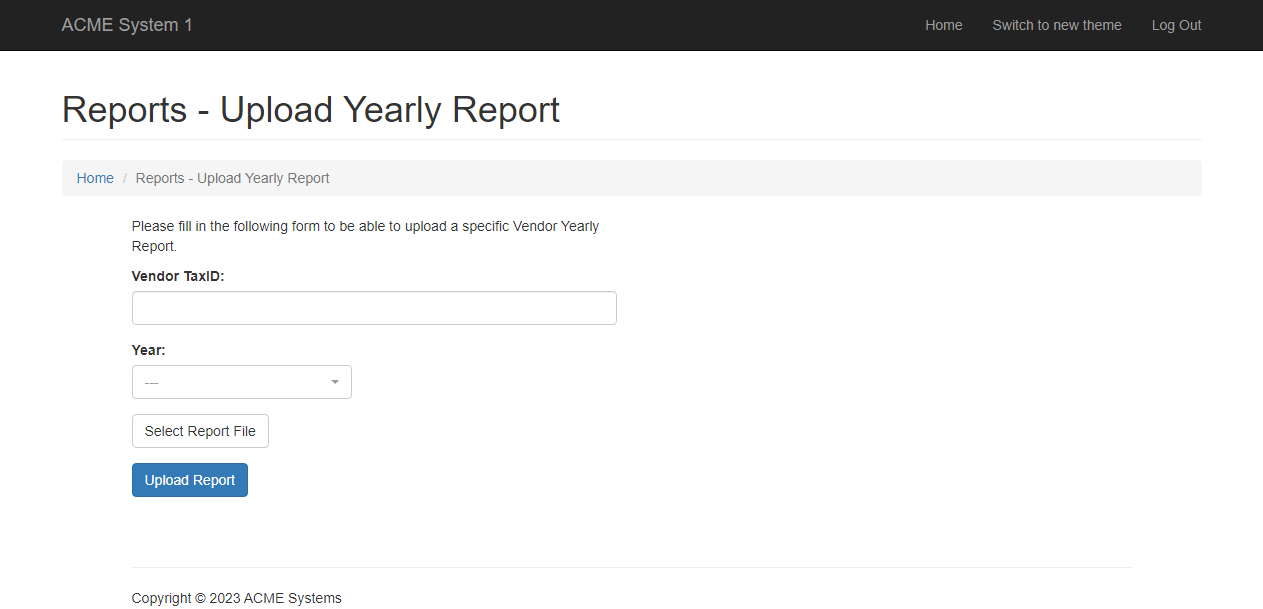 ACME System 1
Home
Switch to new theme
Log Out
Reports - Upload Yearly Report
Home / Reports - Upload Yearly Report
Please fill in the following form to be able to upload a specific Vendor Yearly
Report.
Vendor TaxID:
Year:
---
Select Report File
Upload Report
Copyright © 2023 ACME Systems